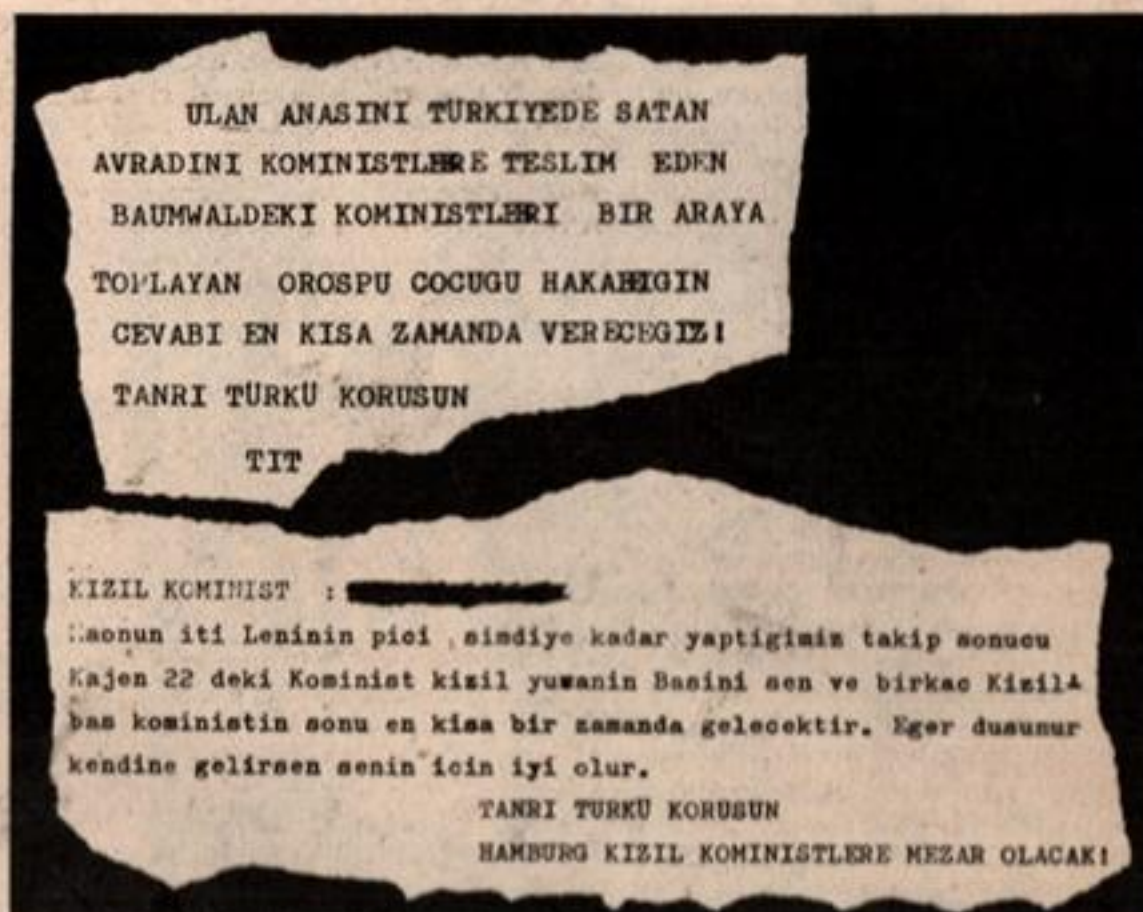 ULAN ANASINI TÜRKIYEDE SATAN
AVRADINI KOMINISTLERE TESLIM EDEN
BAUMWALDEKI KOMINISTLERI BIR ARAYA
TOPLAYAN OROSPU COCUGU
CEVABI EN KISA ZAMANDA VERECEGIZ!
TANRI TÜRKÜ KORUSUN
TIT
KIZIL KOMINIST :
Maonun iti Leninin pici , simdiye kadar yaptigimiz takip sonucu
Kajen 22 deki Kominist kizil yuvanin Basini sen ve birkac Kizil
bas koministin sonu en kisa bir zamanda gelecektir. Eger dusunur
kendine gelirsen senin icin iyi olur.
TANRI TURKÜ KORUSUN
HAMBURG KIZIL KOMINISTLERE MEZAR OLACAK!